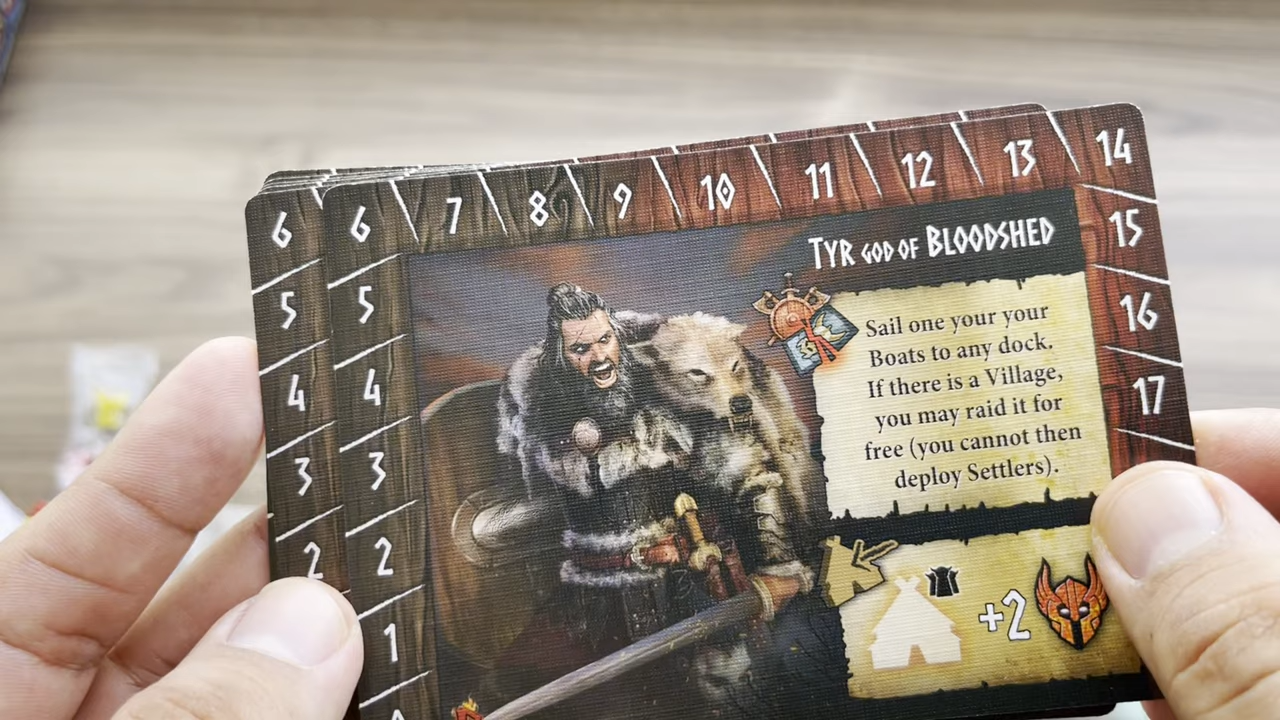 6 6 7 8 9 10 11 12 13 14
TYR GOD OF BLOODSHED
15
5 5
Sail one your your
Boats to any dock.
If there is a Village,
you may raid it for
free (you cannot then
deploy Settlers).
16
4 4
17
3 3
2 2
1
+2